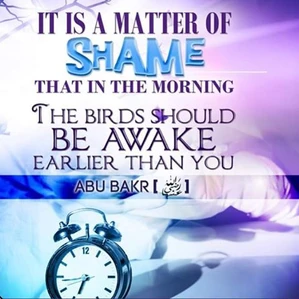 IT IS A MATTER OF
SHAME
THAT IN THE MORNING
THE BIRDS SHOULD
BE AWAKE
EARLIER THAN YOU
ABU BAKR [ ]